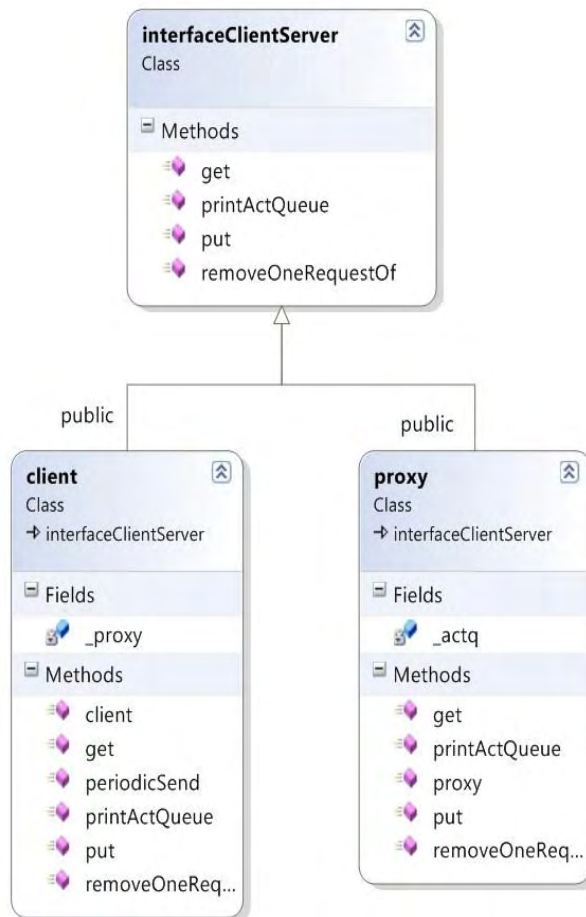 interfaceClientServer
Class
Methods
get
printActQueue
put
removeOneRequestOf
public
public
client
Class
interfaceClientServer
Fields
_proxy
Methods
client
get
periodicSend
printActQueue
put
removeOneReq...
proxy
Class
interfaceClientServer
Fields
_actq
Methods
get
printActQueue
proxy
put
removeOneReq...